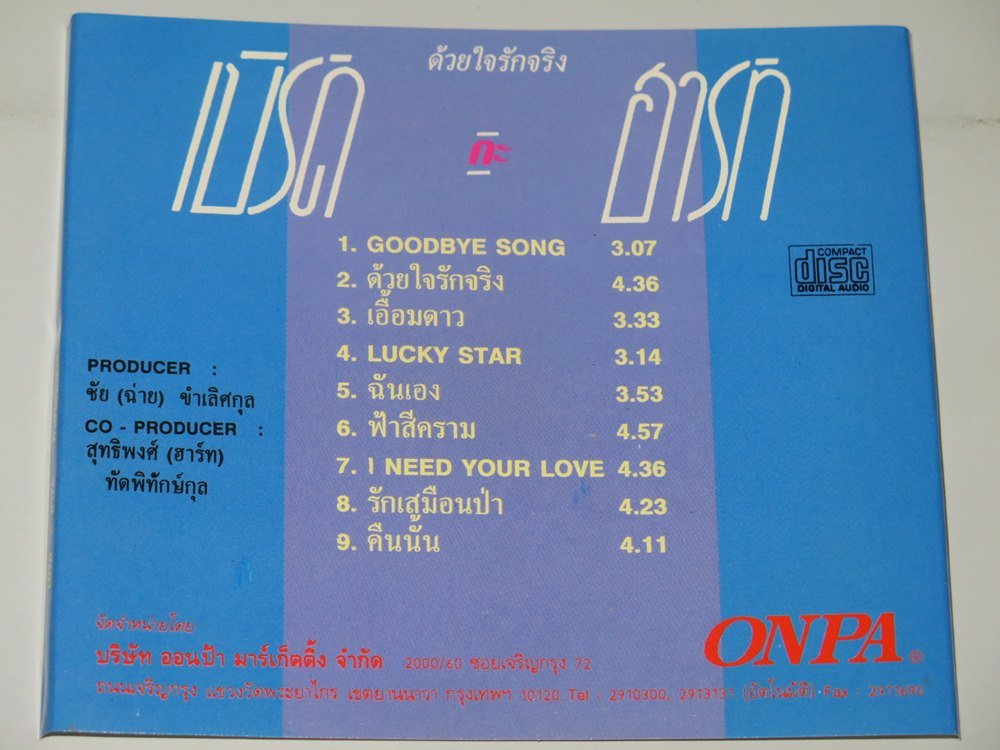 ด้วยใจรักจริง
เบิร์ด กะ ฮาร์ท
1. GOODBYE SONG 3.07
2. ด้วยใจรักจริง 4.36
3. เอื้อมดาว 3.33
4. LUCKY STAR 3.14
5. ฉันเอง 3.53
6. ฟ้าสีคราม 4.57
7. I NEED YOUR LOVE 4.36
8. รักเสมือนป่า 4.23
9. คืนนั้น 4.11
COMPACT
disc
DIGITAL AUDIO
PRODUCER :
ชัย (ฉ่าย) ขำเลิศกุล
CO - PRODUCER :
สุทธิพงศ์ (ฮาร์ท)
ทัดพิทักษ์กุล
จัดจำหน่ายโดย
บริษัท ออนป้า มาร์เก็ตติ้ง จำกัด 2000/60 ซอยเจริญกรุง 72
ถนนเจริญกรุง แขวงวัดพระยาไกร เขตยานนาวา กรุงเทพฯ 10120 Tel - 2910300, 2913131 (อัตโนมัติ) Fax :
ONPA ®